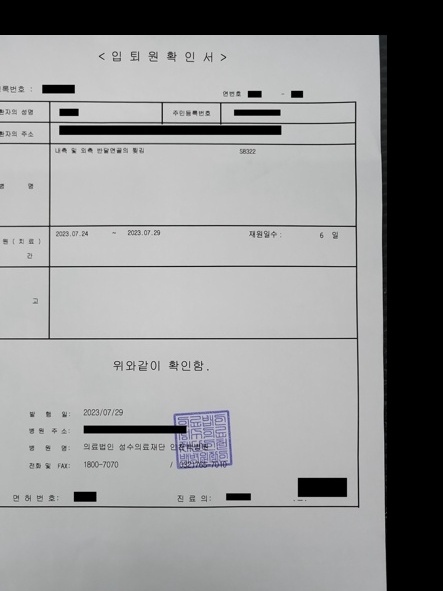 <입 퇴 원 확 인 서>
록번호 :
연번호 -
환자의 성명 주민등록번호
환자의 주소
병 명 내측 및 외측 반달연골의 찢김 S8322
원 ( 치 료 ) 2023.07.24 ~ 2023.07.29 재원일수 : 6 일
간
고
위와같이 확인함.
발 행 일: 2023/07/29
병원 주소:
병 원 명: 의료법인 성수의료재단
전화 및 FAX: 1800-7070 / (032)765-7010
면 허 번 호: 진 료 의: